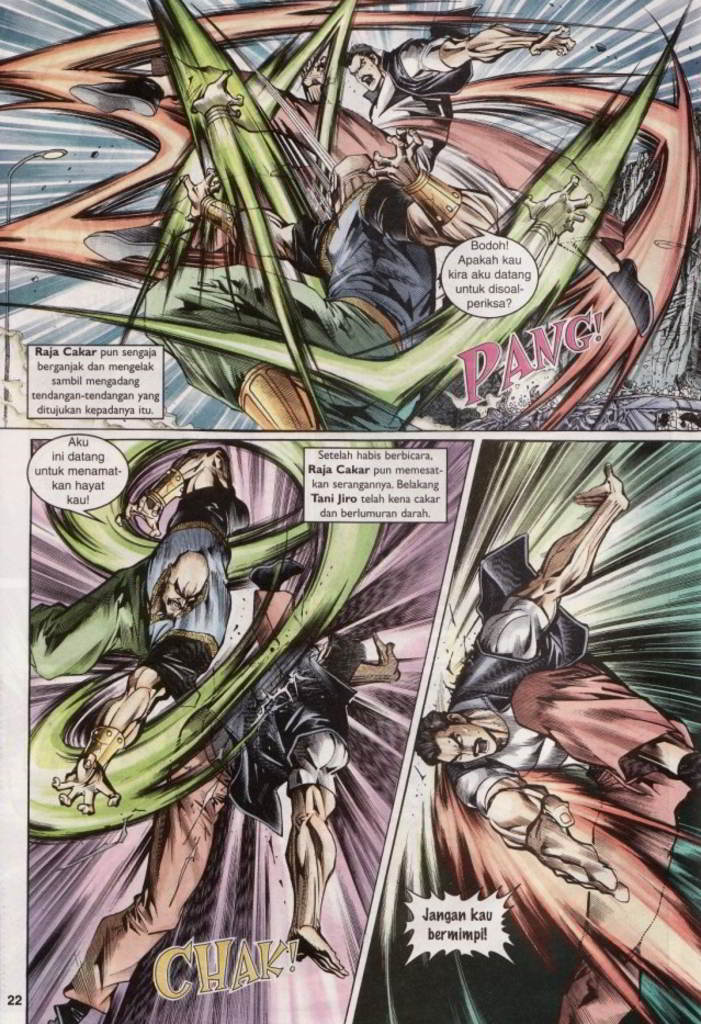 Bodoh!
Apakah kau
kira aku datang
untuk disoal-
periksa?
PANG!
Raja Cakar pun sengaja
berganjak dan mengelak
sambil mengadang
tendangan-tendangan yang
ditujukan kepadanya itu.
Aku
ini datang
untuk menamat-
kan hayat
kau!
Setelah habis berbicara,
Raja Cakar pun memesat-
kan serangannya. Belakang
Tani Jiro telah kena cakar
dan berlumuran darah.
CHAK!
Jangan kau
bermimpi!
22